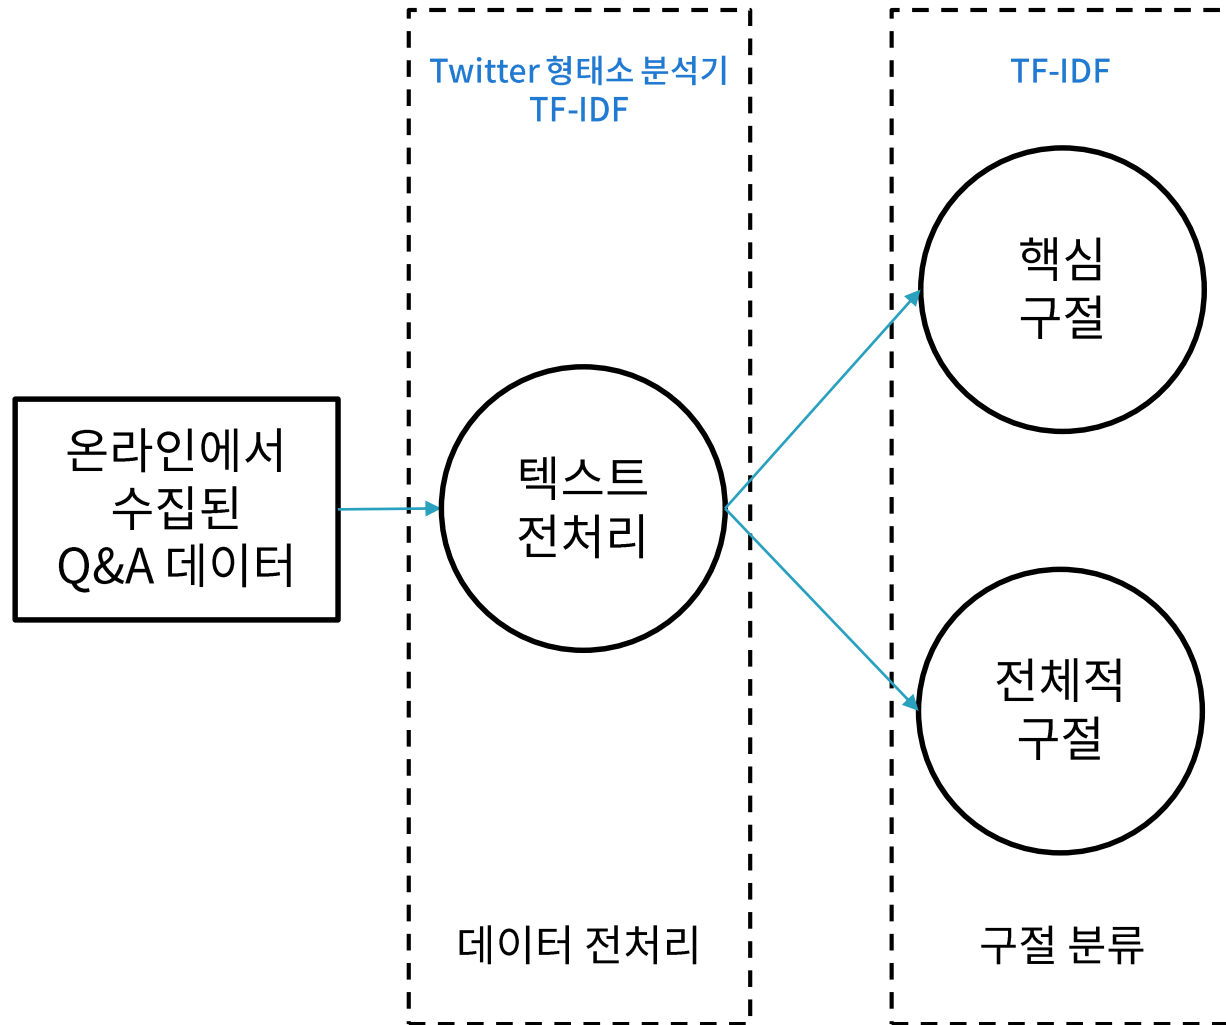 Twitter 형태소 분석기
TF-IDF
TF-IDF
핵심
구절
온라인에서
수집된
Q&A 데이터
텍스트
전처리
전체적
구절
데이터 전처리
구절 분류